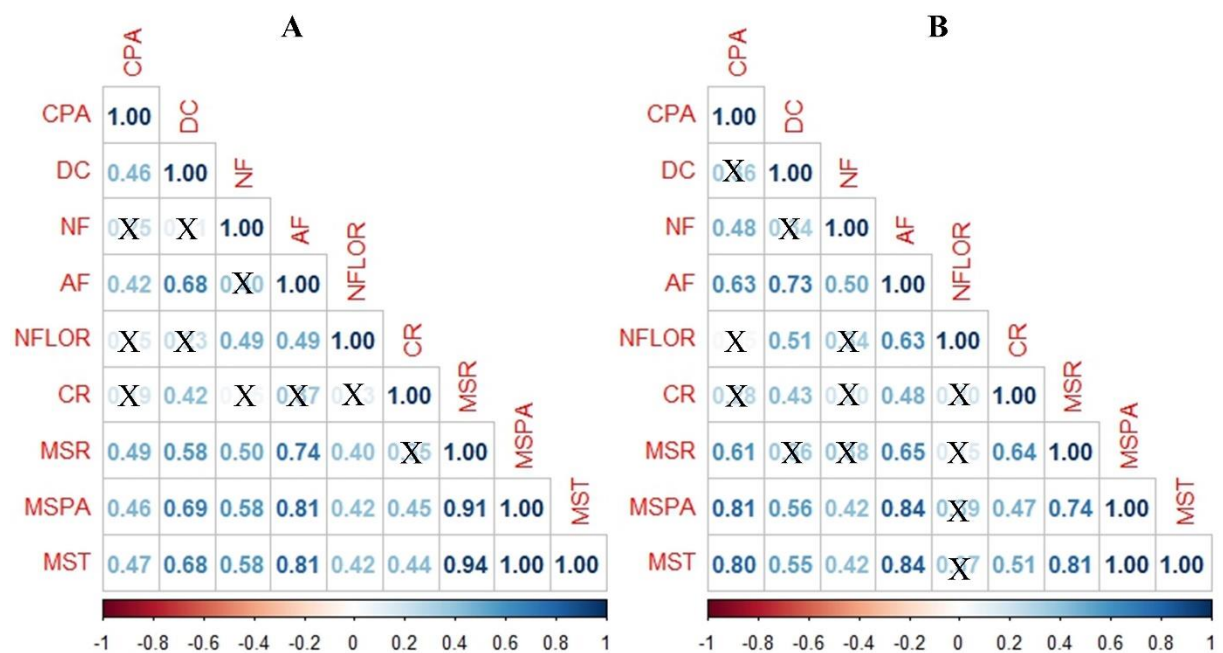 A B
CPA CPA
CPA 1.00 DC CPA 1.00 DC
DC 0.46 1.00 NF DC X 1.00 NF
NF X X 1.00 AF NF 0.48 X 1.00 AF
AF 0.42 0.68 X 1.00 NFLOR AF 0.63 0.73 0.50 1.00 NFLOR
NFLOR X X 0.49 0.49 1.00 CR NFLOR X 0.51 X 0.63 1.00 CR
CR X 0.42 X X X 1.00 MSR CR X 0.43 X 0.48 X 1.00 MSR
MSR 0.49 0.58 0.50 0.74 0.40 X 1.00 MSPA MSR 0.61 X X 0.65 X 0.64 1.00 MSPA
MSPA 0.46 0.69 0.58 0.81 0.42 0.45 0.91 1.00 MST MSPA 0.81 0.56 0.42 0.84 X 0.47 0.74 1.00 MST
MST 0.47 0.68 0.58 0.81 0.42 0.44 0.94 1.00 1.00 MST 0.80 0.55 0.42 0.84 X 0.51 0.81 1.00 1.00
-1 -0.8 -0.6 -0.4 -0.2 0 0.2 0.4 0.6 0.8 1 -1 -0.8 -0.6 -0.4 -0.2 0 0.2 0.4 0.6 0.8 1